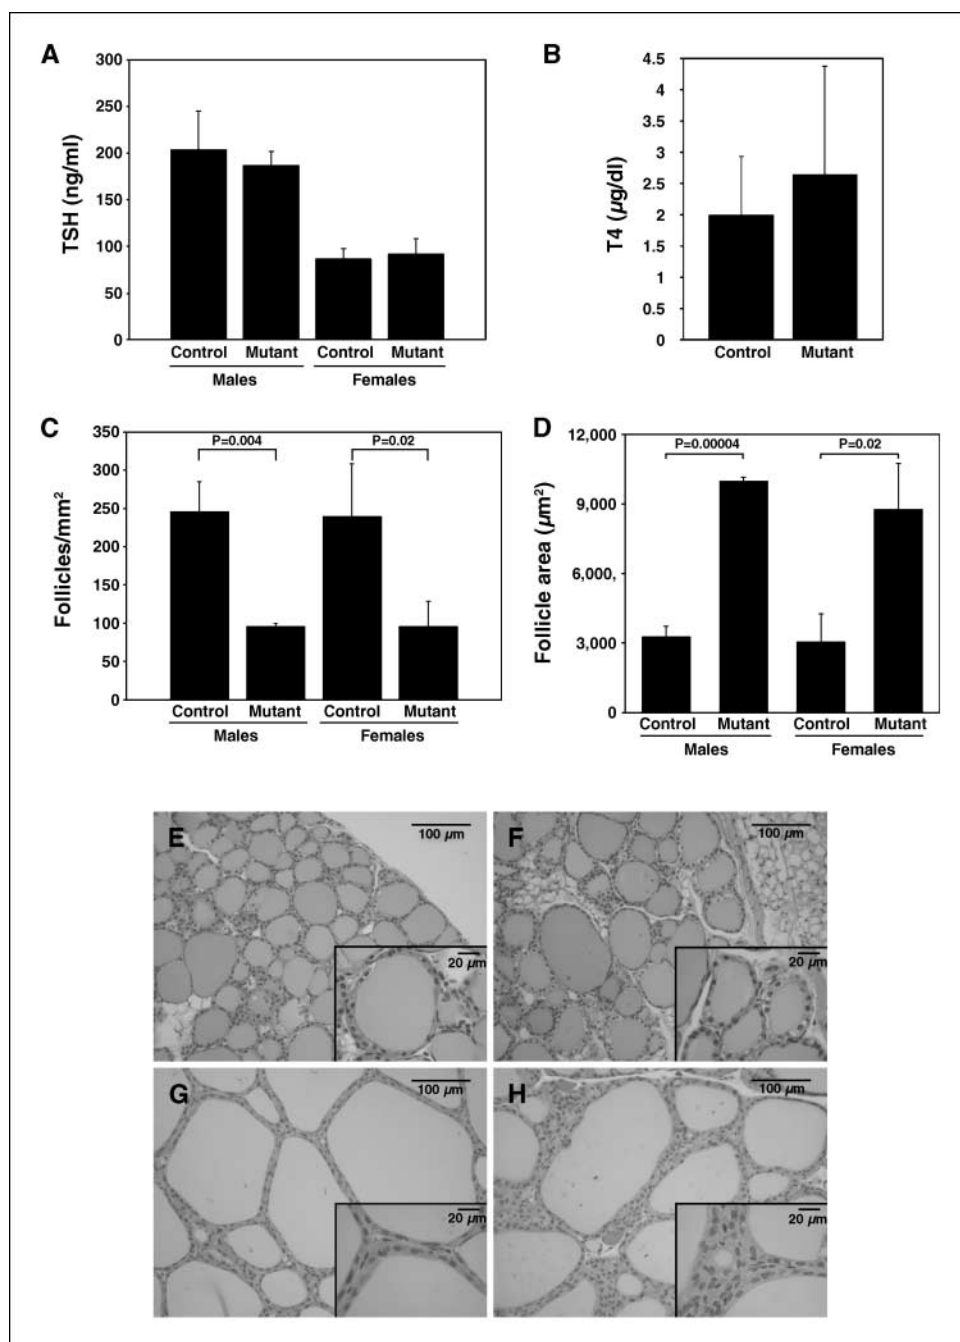 A
300
250
200
150
100
50
0
TSH (ng/ml)
Control Mutant Control Mutant
Males Females
B
4.5
4
3.5
3
2.5
2
1.5
1
0.5
0
T4 (µg/dl)
Control Mutant
C
350
300
250
200
150
100
50
0
Follicles/mm²
P=0.004 P=0.02
Control Mutant Control Mutant
Males Females
D
12,000
9,000
6,000,
3,000
0
Follicle area (µm²)
P=0.00004 P=0.02
Control Mutant Control Mutant
Males Females
E
100 µm
20 µm
F
100 µm
20 µm
G
100 µm
20 µm
H
100 µm
20 µm